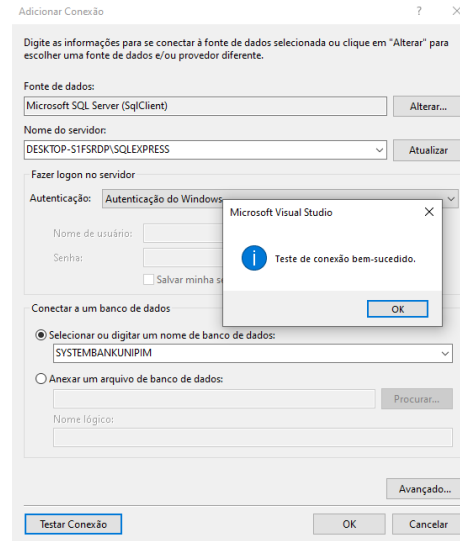 Adicionar Conexão
Digite as informações para se conectar à fonte de dados selecionada ou clique em "Alterar" para
escolher uma fonte de dados e/ou provedor diferente.
Fonte de dados:
Microsoft SQL Server (SqlClient)
Alterar...
Nome do servidor:
DESKTOP-S1FSRDP\SQLEXPRESS
Atualizar
Fazer logon no servidor
Autenticação: Autenticação do Windows
Nome de usuário:
Senha:
Salvar minha
Microsoft Visual Studio
Teste de conexão bem-sucedido.
OK
Conectar a um banco de dados
Selecionar ou digitar um nome de banco de dados:
SYSTEMBANKUNIPIM
Anexar um arquivo de banco de dados:
Procurar...
Nome lógico:
Avançado...
Testar Conexão
OK
Cancelar